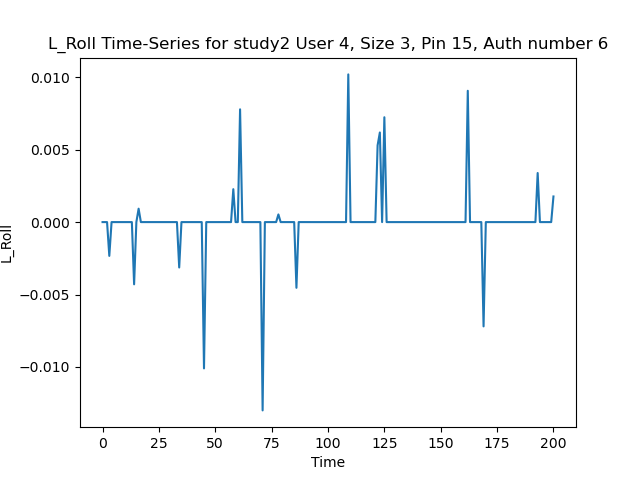 L_Roll Time-Series for study2 User 4, Size 3, Pin 15, Auth number 6
0.010
0.005
0.000
−0.005
−0.010
L_Roll
0 25 50 75 100 125 150 175 200
Time